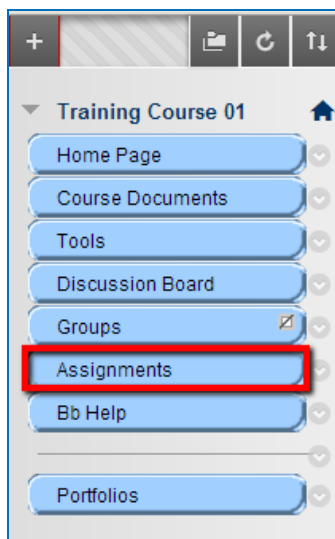 Training Course 01
Home Page
Course Documents
Tools
Discussion Board
Groups
Assignments
Bb Help
Portfolios